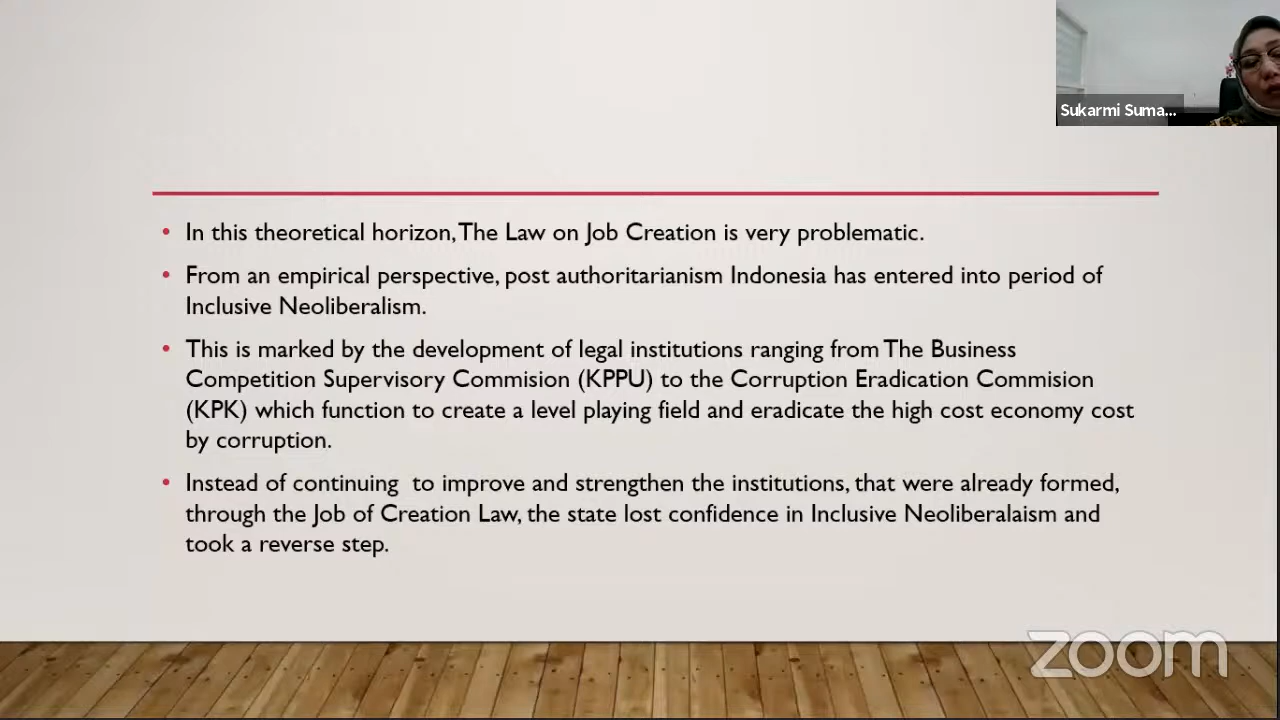 Sukarmi Suma...
• In this theoretical horizon, The Law on Job Creation is very problematic.
• From an empirical perspective, post authoritarianism Indonesia has entered into period of
Inclusive Neoliberalism.
• This is marked by the development of legal institutions ranging from The Business
Competition Supervisory Commision (KPPU) to the Corruption Eradication Commision
(KPK) which function to create a level playing field and eradicate the high cost economy cost
by corruption.
• Instead of continuing  to improve and strengthen the institutions, that were already formed,
through the Job of Creation Law, the state lost confidence in Inclusive Neoliberalaism and
took a reverse step.
zoom